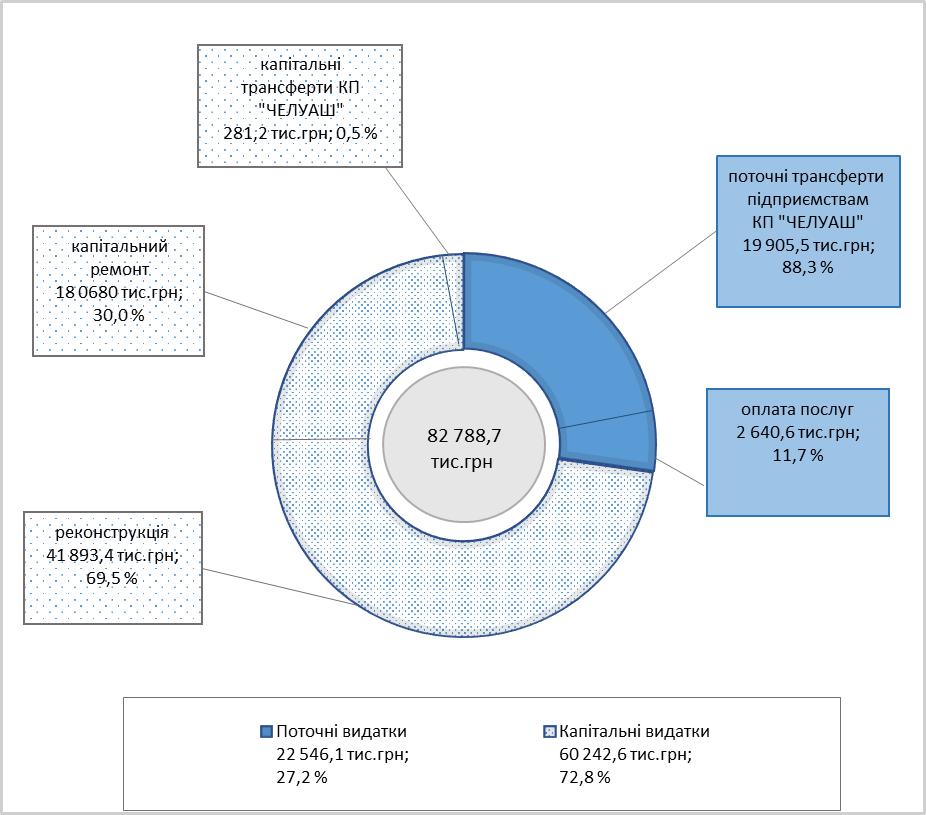 капітальні
трансферти КП
"ЧЕЛУАШ"
281,2 тис.грн; 0,5 %
поточні трансферти
підприємствам
КП "ЧЕЛУАШ"
19 905,5 тис.грн;
88,3 %
капітальний
ремонт
18 0680 тис.грн;
30,0 %
оплата послуг
2 640,6 тис.грн;
11,7 %
82 788,7
тис.грн
реконструкція
41 893,4 тис.грн;
69,5 %
Поточні видатки
22 546,1 тис.грн;
27,2 %
Капітальні видатки
60 242,6 тис.грн;
72,8 %